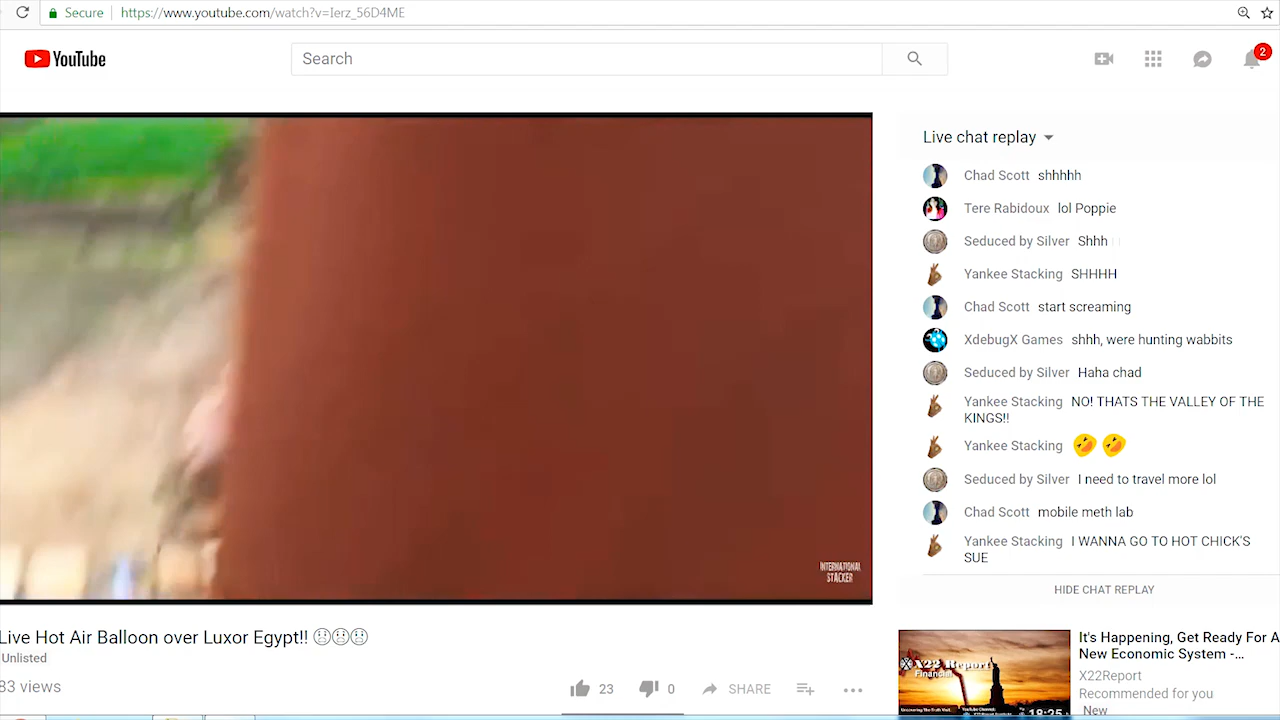 Secure
https://www.youtube.com/watch?v=Ierz_56D4ME
YouTube
Search
2
Live chat replay
Chad Scott shhhhh
Tere Rabidoux lol Poppie
Seduced by Silver Shhh
Yankee Stacking SHHHH
Chad Scott start screaming
XdebugX Games shhh, were hunting wabbits
Seduced by Silver Haha chad
Yankee Stacking NO! THATS THE VALLEY OF THE
KINGS!!
Yankee Stacking 🤣 🤣
Seduced by Silver I need to travel more lol
Chad Scott mobile meth lab
Yankee Stacking I WANNA GO TO HOT CHICK'S
SUE
HIDE CHAT REPLAY
INTERNATIONAL
STACKER
Live Hot Air Balloon over Luxor Egypt!!
Unlisted
83 views
23
0
SHARE
X22 Report
Financial
18:25
It's Happening, Get Ready For A
New Economic System -...
X22Report
Recommended for you
New